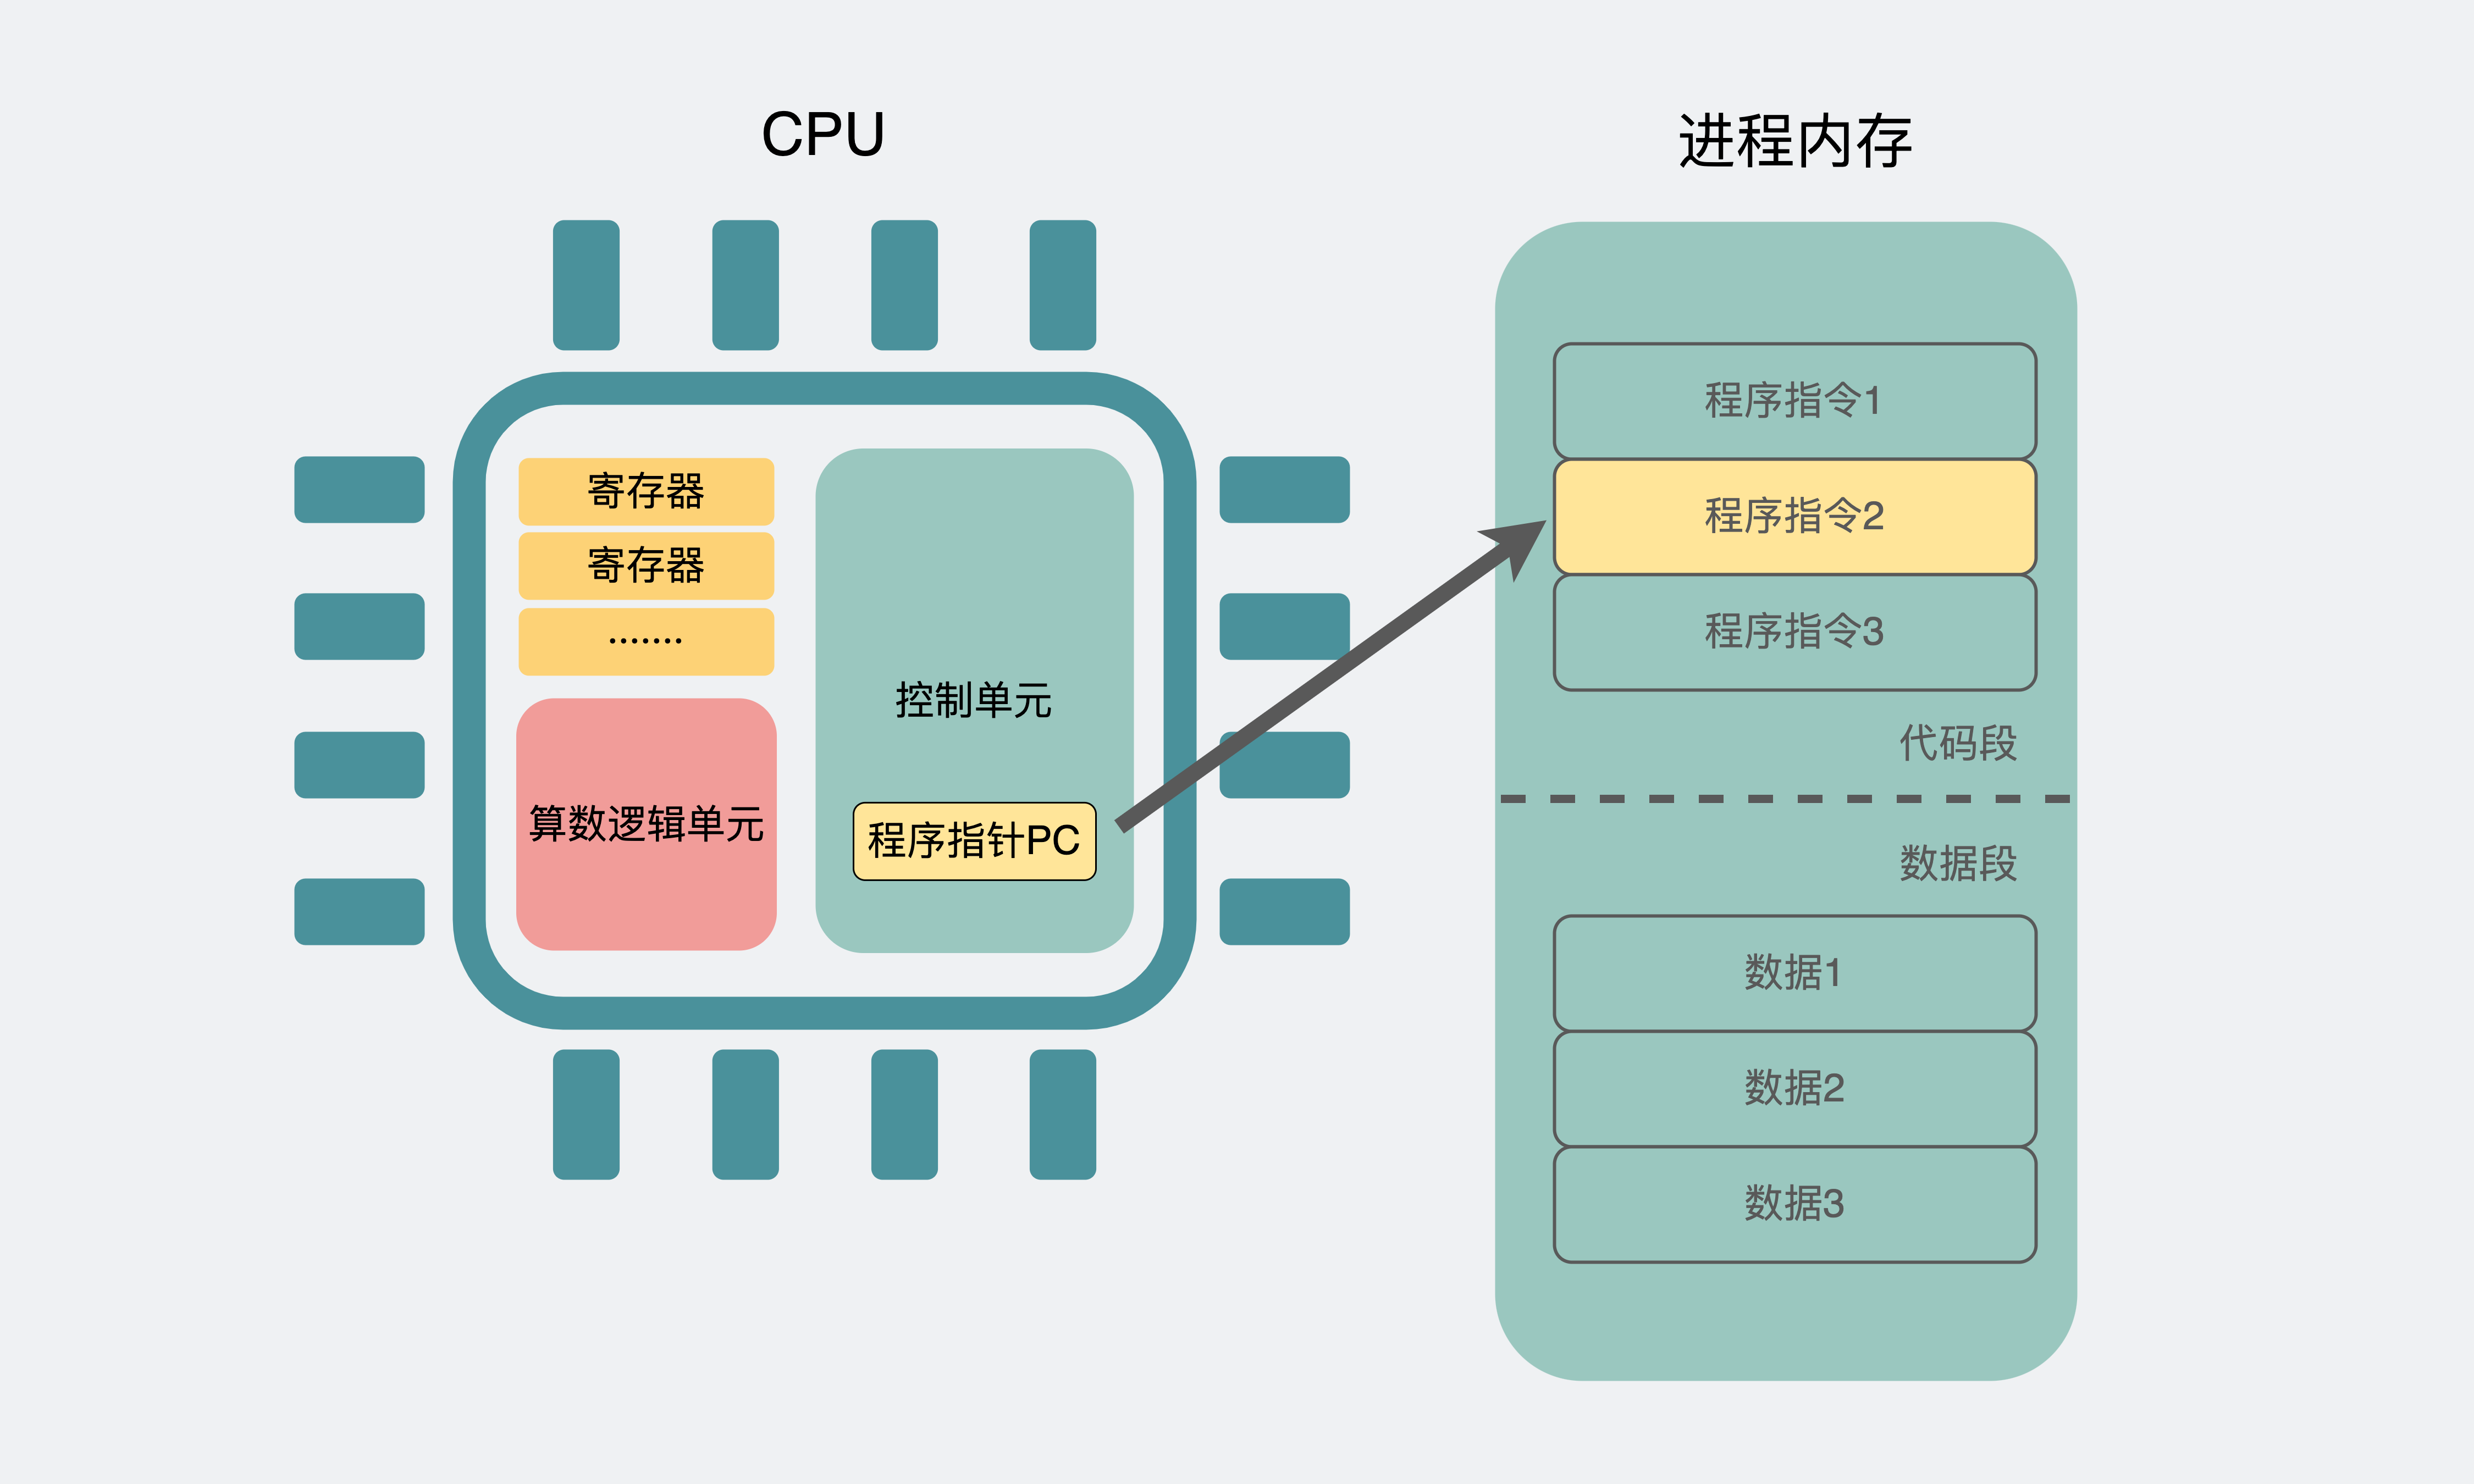 CPU
寄存器
寄存器
.......
算数逻辑单元
控制单元
程序指针PC
进程内存
程序指令1
程序指令2
程序指令3
代码段
数据段
数据1
数据2
数据3